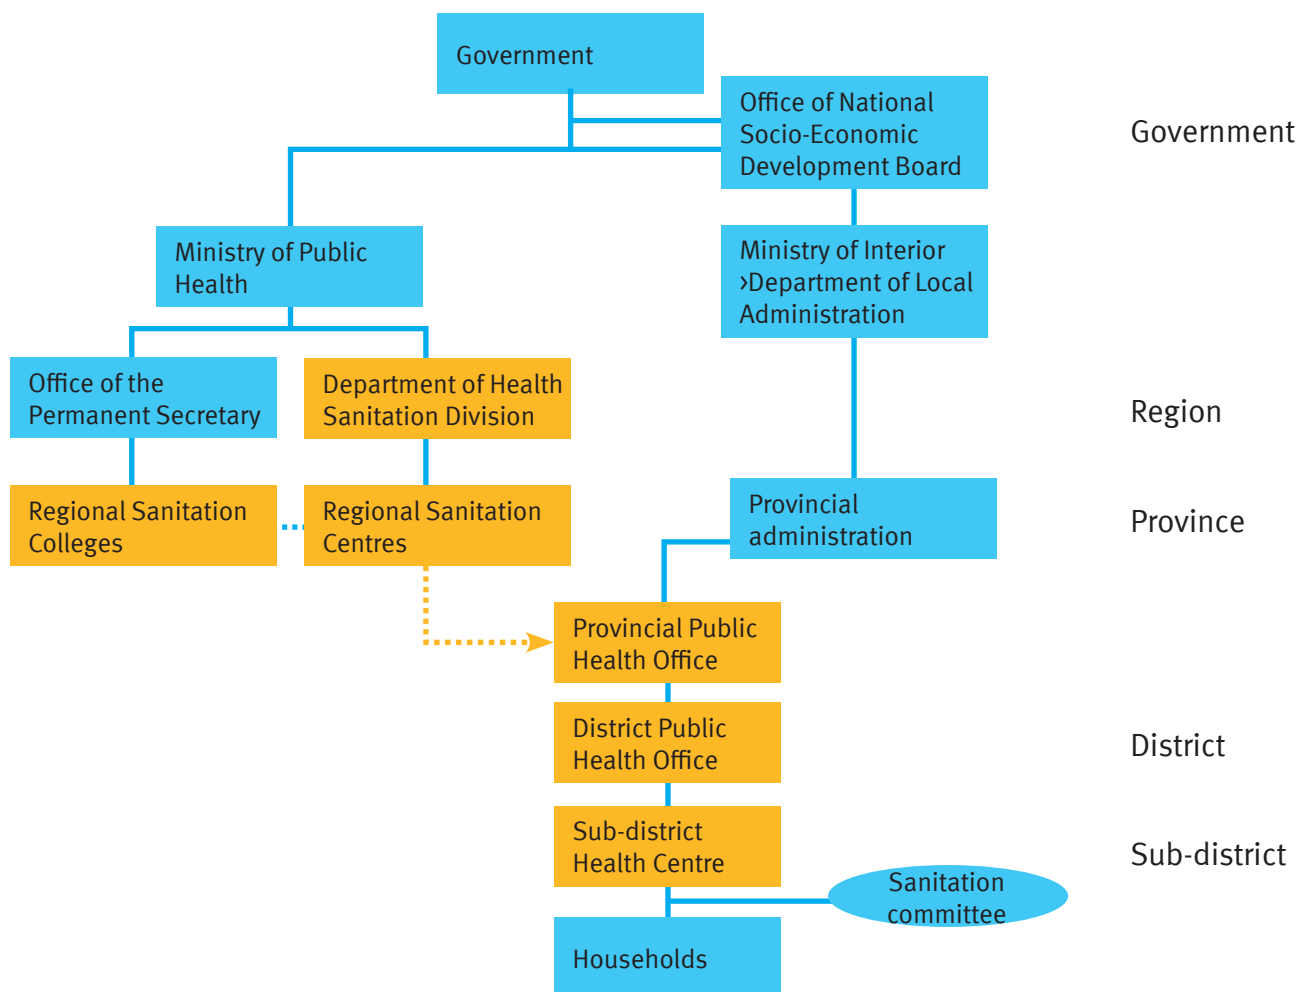 Government
Office of National
Socio-Economic
Development Board
Government
Ministry of Public
Health
Ministry of Interior
>Department of Local
Administration
Office of the
Permanent Secretary
Department of Health
Sanitation Division
Region
Regional Sanitation
Colleges
Regional Sanitation
Centres
Provincial
administration
Province
Provincial Public
Health Office
District Public
Health Office
District
Sub-district
Health Centre
Sub-district
Sanitation
committee
Households